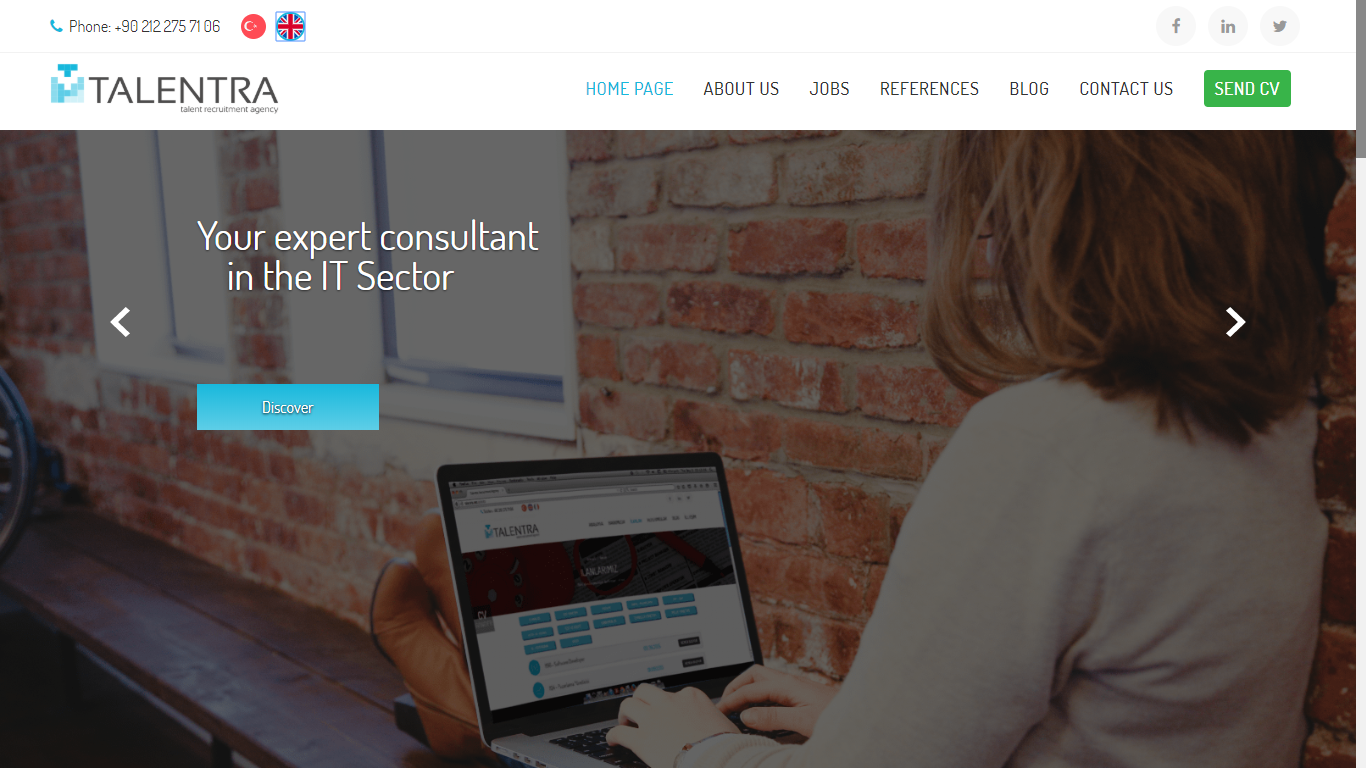 Phone: +90 212 275 71 06
TALENTRA
talent recruitment agency
HOME PAGE
ABOUT US
JOBS
REFERENCES
BLOG
CONTACT US
SEND CV
Your expert consultant
in the IT Sector
Discover
TALENTRA
İLANLARIMIZ